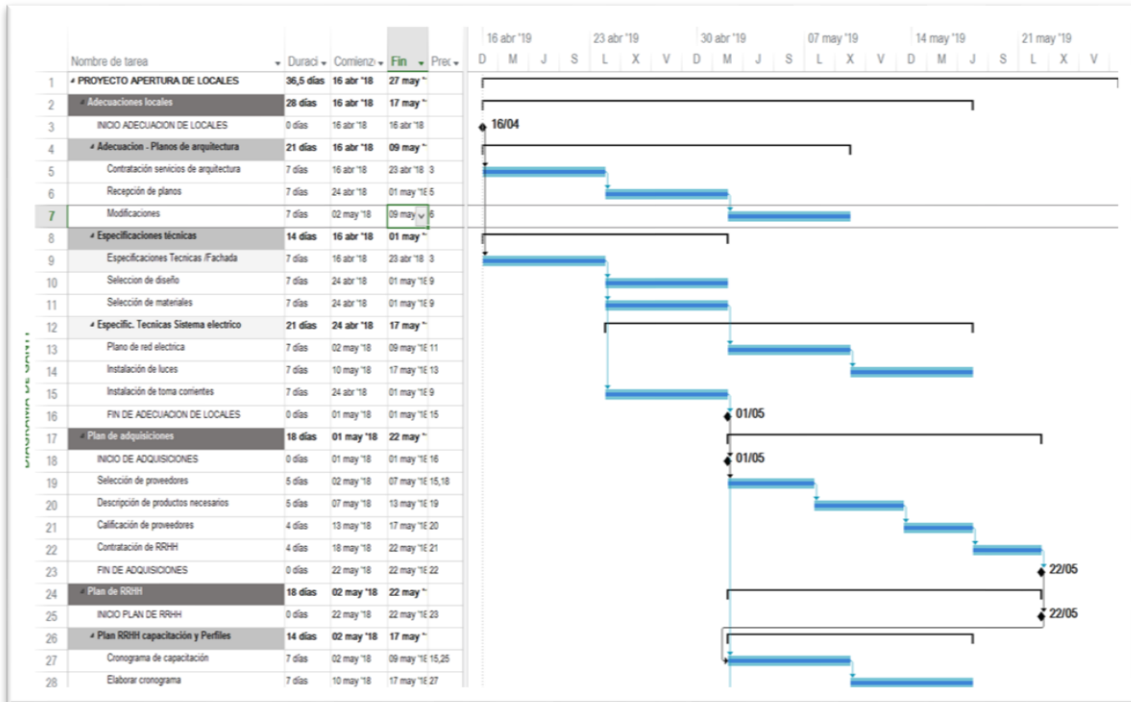 16 abr '19 23 abr '19 30 abr '19 07 may '19 14 may '19 21 may '19
Nombre de tarea Duraci Comienz Fin Prec D M J S L X V D M J S L X V D M J S L X V
1 PROYECTO APERTURA DE LOCALES 36,5 días 16 abr '18 27 may '
2 Adecuaciones locales 28 días 16 abr '18 17 may '
3 INICIO ADECUACION DE LOCALES 0 días 16 abr '18 16 abr '18 16/04
4 Adecuacion - Planos de arquitectura 21 días 16 abr '18 09 may '
5 Contratación servicios de arquitectura 7 días 16 abr '18 23 abr '18 3
6 Recepción de planos 7 días 24 abr '18 01 may '18 5
7 Modificaciones 7 días 02 may '18 09 may 6
8 Especificaciones técnicas 14 días 16 abr '18 01 may '
9 Especificaciones Tecnicas /Fachada 7 días 16 abr '18 23 abr '18 3
10 Seleccion de diseño 7 días 24 abr '18 01 may '18 9
11 Selección de materiales 7 días 24 abr '18 01 may '18 9
12 Especific. Tecnicas Sistema electrico 21 días 24 abr '18 17 may '
13 Plano de red electrica 7 días 02 may '18 09 may '18 11
14 Instalación de luces 7 días 10 may '18 17 may '18 13
15 Instalación de toma corrientes 7 días 24 abr '18 01 may '18 9
16 FIN DE ADECUACION DE LOCALES 0 días 01 may '18 01 may '18 15 01/05
17 Plan de adquisiciones 18 días 01 may '18 22 may '
18 INICIO DE ADQUISICIONES 0 días 01 may '18 01 may '18 16 01/05
19 Selección de proveedores 5 días 02 may '18 07 may '18 15,18
20 Descripción de productos necesarios 5 días 07 may '18 13 may '18 19
21 Calificación de proveedores 4 días 13 may '18 17 may '18 20
22 Contratación de RRHH 4 días 18 may '18 22 may '18 21
23 FIN DE ADQUISICIONES 0 días 22 may '18 22 may '18 22 22/05
24 Plan de RRHH 18 días 02 may '18 22 may '
25 INICIO PLAN DE RRHH 0 días 22 may '18 22 may '18 23 22/05
26 Plan RRHH capacitación y Perfiles 14 días 02 may '18 17 may '
27 Cronograma de capacitación 7 días 02 may '18 09 may '18 15,25
28 Elaborar cronograma 7 días 10 may '18 17 may '18 27